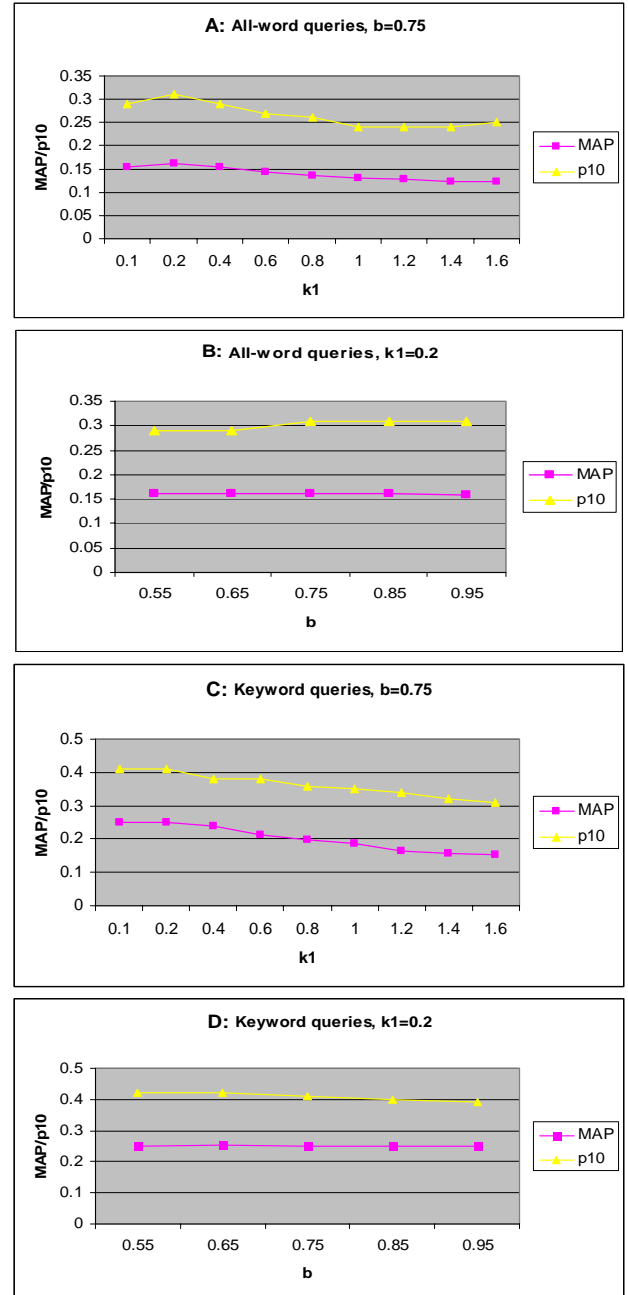 A: All-word queries, b=0.75
0.35
0.3
0.25
0.2
0.15
0.1
0.05
0
MAP/p10
0.1 0.2 0.4 0.6 0.8 1 1.2 1.4 1.6
k1
MAP
p10
B: All-word queries, k1=0.2
0.35
0.3
0.25
0.2
0.15
0.1
0.05
0
MAP/p10
0.55 0.65 0.75 0.85 0.95
b
MAP
p10
C: Keyword queries, b=0.75
0.5
0.4
0.3
0.2
0.1
0
MAP/p10
0.1 0.2 0.4 0.6 0.8 1 1.2 1.4 1.6
k1
MAP
p10
D: Keyword queries, k1=0.2
0.5
0.4
0.3
0.2
0.1
0
MAP/p10
0.55 0.65 0.75 0.85 0.95
b
MAP
p10